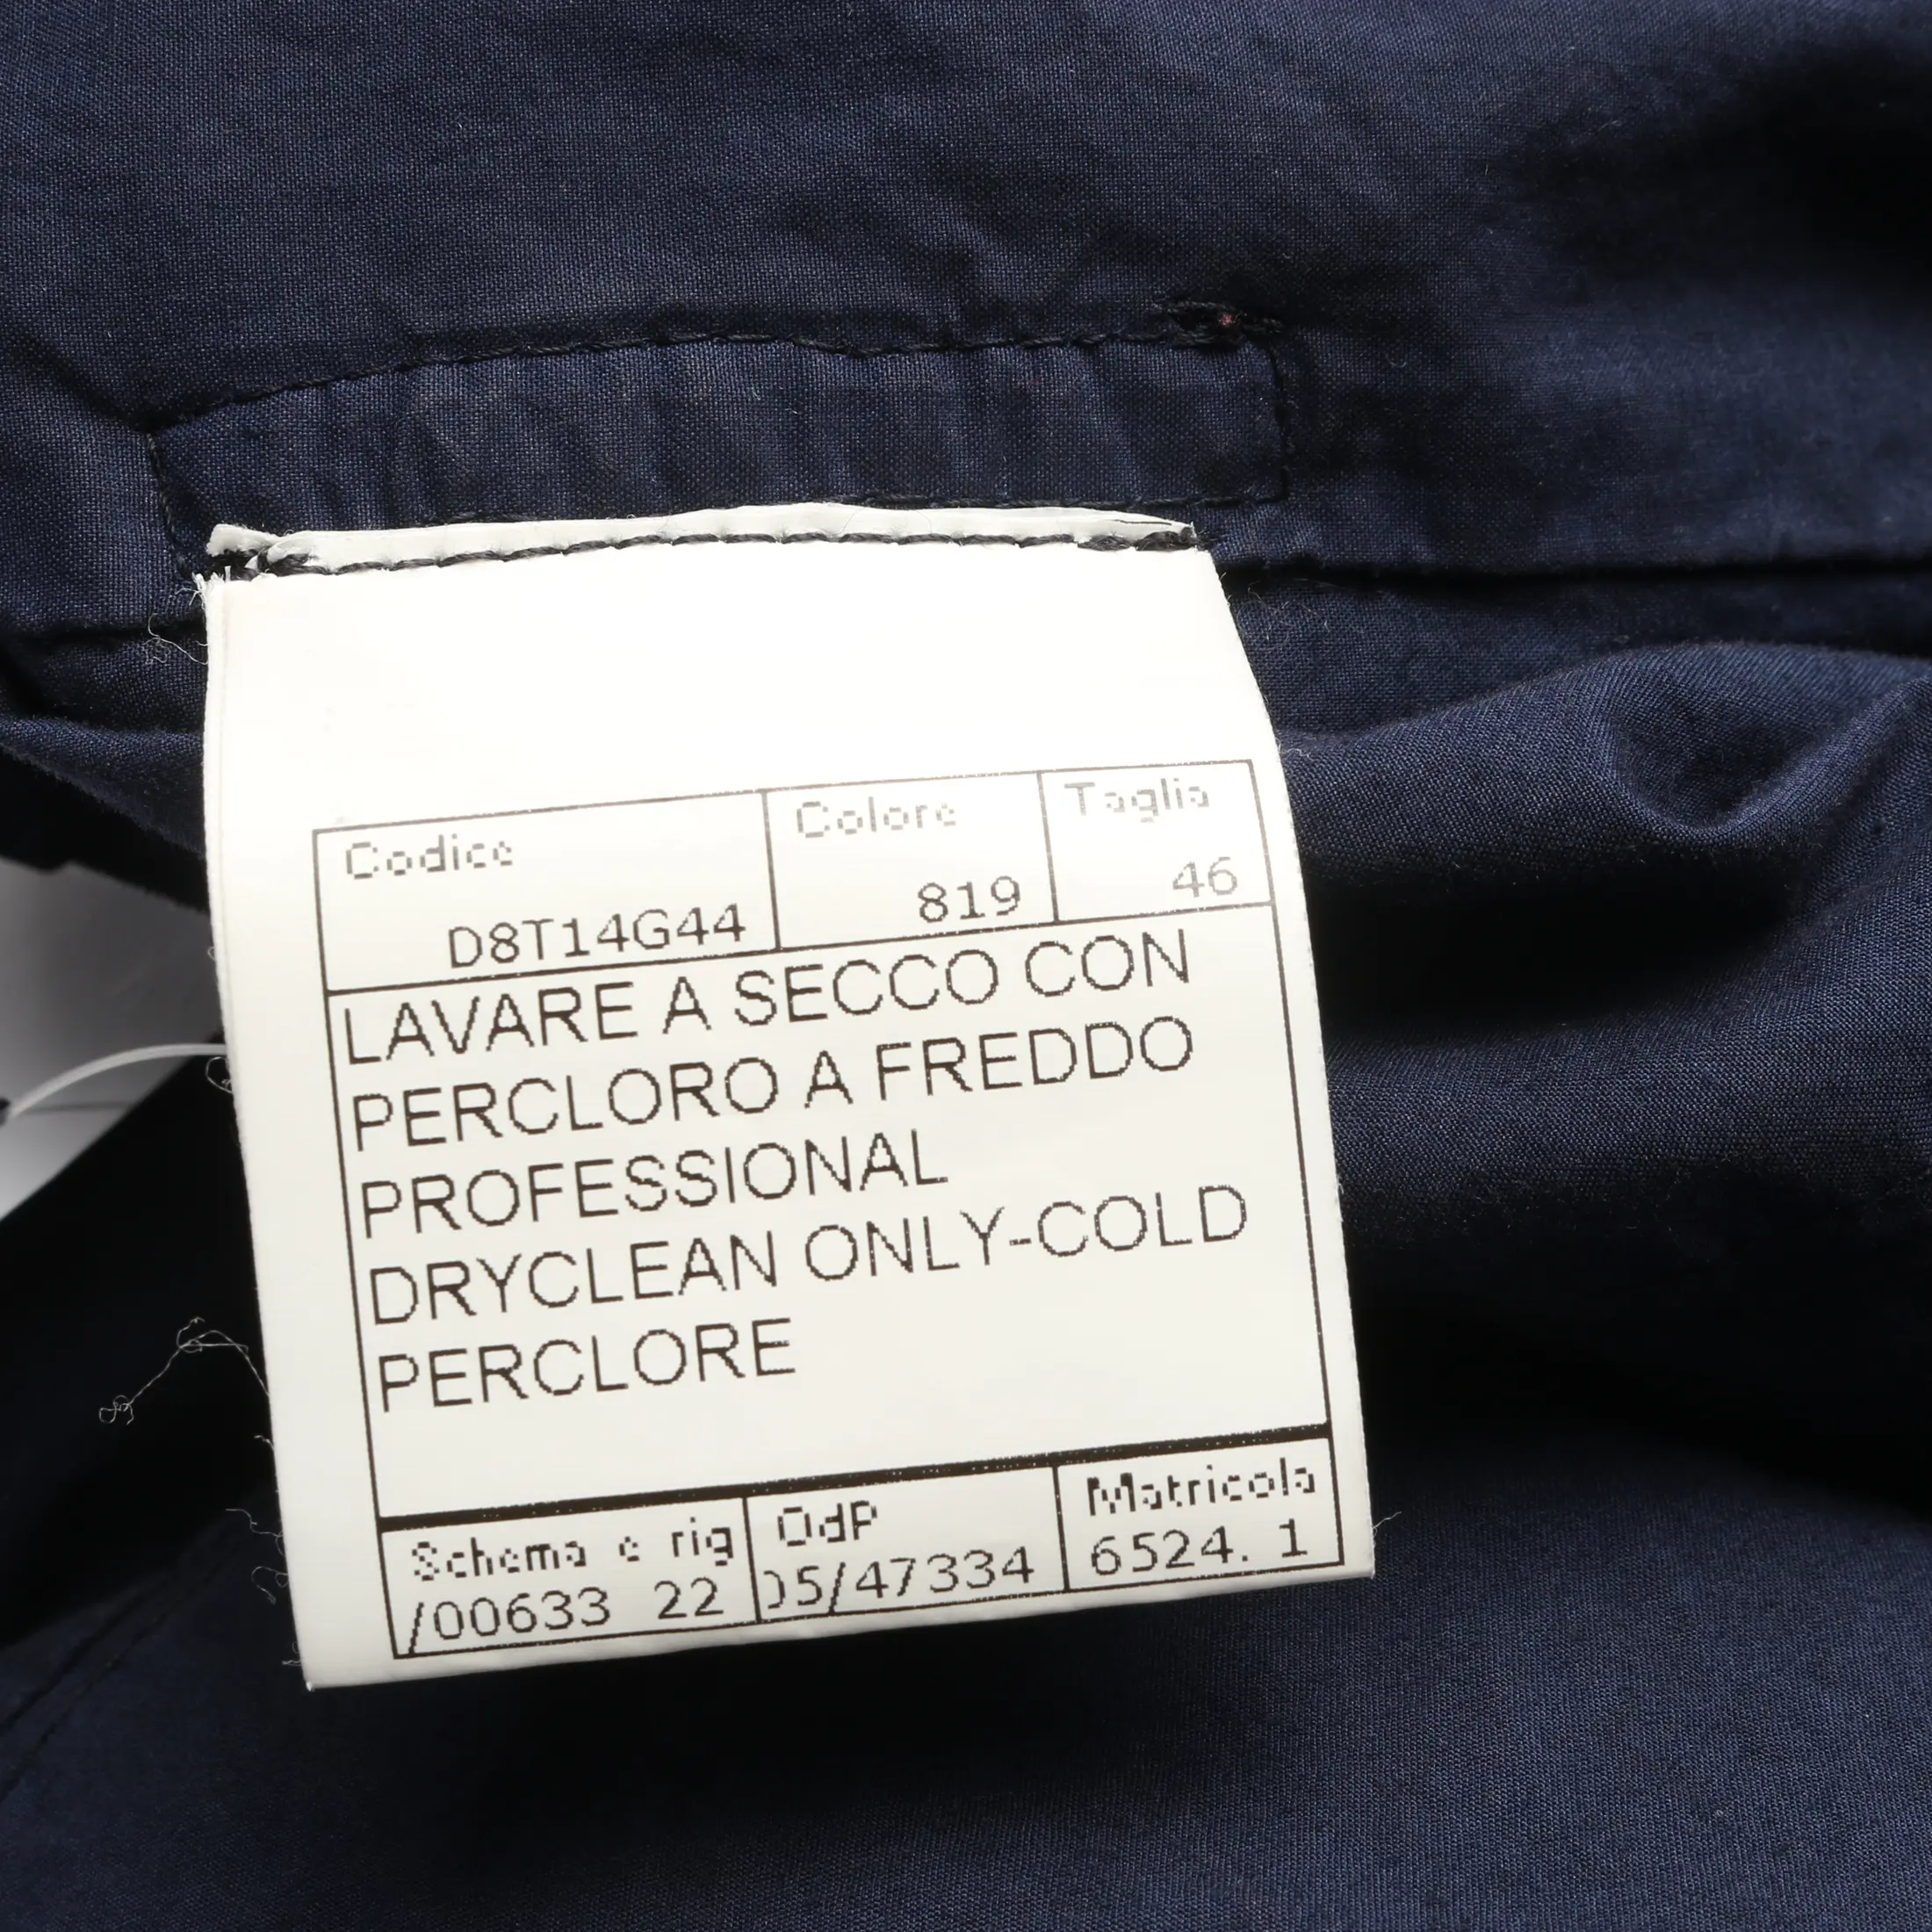 Codice Colore Taglia
D8T14G44 819 46
LAVARE A SECCO CON
PERCLORO A FREDDO
PROFESSIONAL
DRYCLEAN ONLY-COLD
PERCLORE
Schema e rig OdP Matricola
/00633 22 05/47334 6524. 1